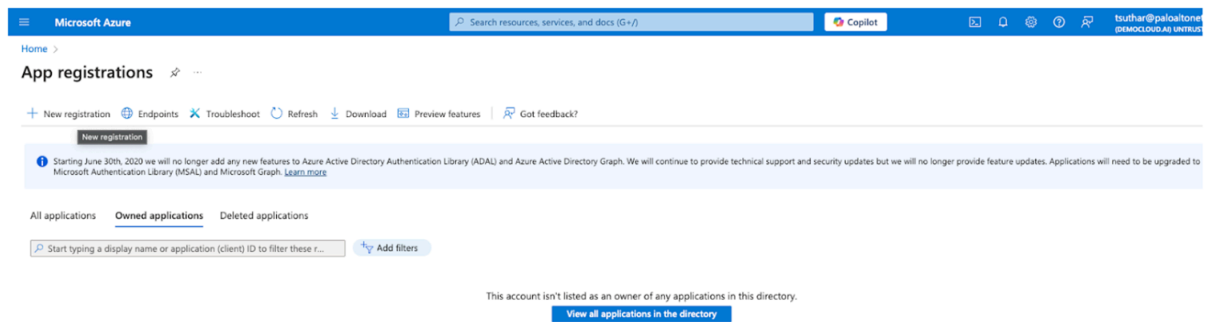 Microsoft Azure
Search resources, services, and docs (G+/)
Copilot
tsuthar@paloaltonet
(DEMOCLOUD.AI) UNTRUST
Home >
App registrations
New registration Endpoints Troubleshoot Refresh Download Preview features Got feedback?
New registration
Starting June 30th, 2020 we will no longer add any new features to Azure Active Directory Authentication Library (ADAL) and Azure Active Directory Graph. We will continue to provide technical support and security updates but we will no longer provide feature updates. Applications will need to be upgraded to
Microsoft Authentication Library (MSAL) and Microsoft Graph. Learn more
All applications Owned applications Deleted applications
Start typing a display name or application (client) ID to filter these r...
Add filters
This account isn't listed as an owner of any applications in this directory.
View all applications in the directory